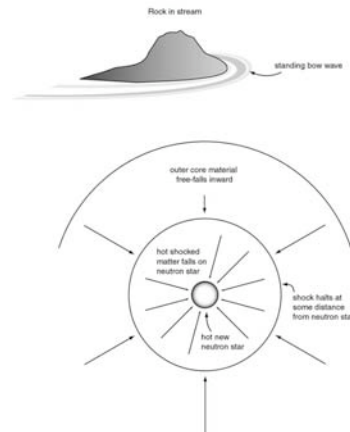 Rock in stream
standing bow wave
outer core material
free-falls inward
hot shocked
matter falls on
neutron star
shock halts at
some distance
from neutron sta
hot new
neutron star